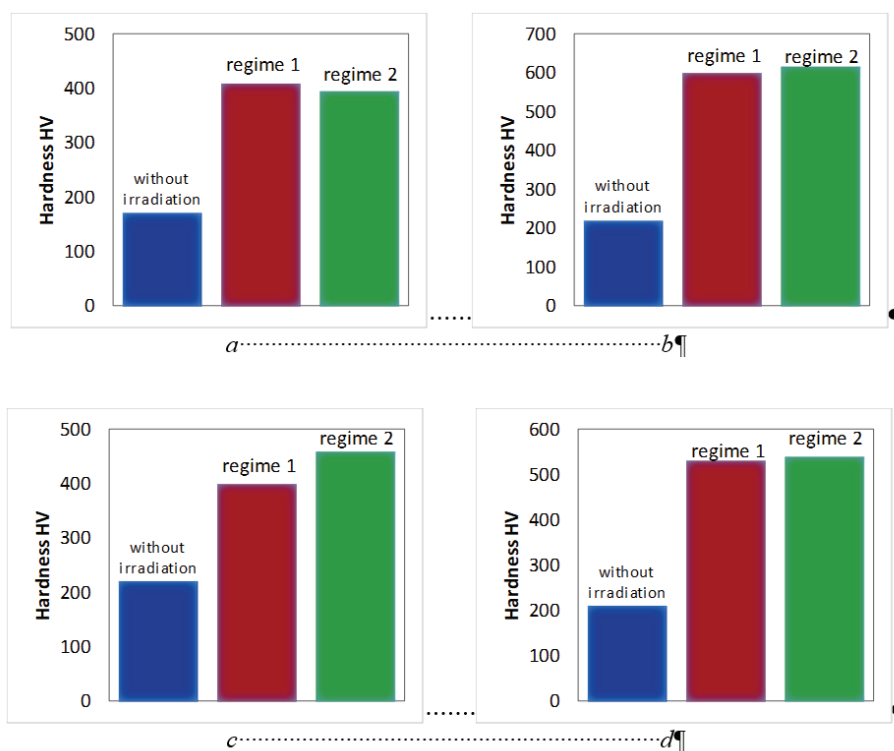 500
400
300
200
100
0
Hardness HV
without
irradiation
regime 1
regime 2
700
600
500
400
300
200
100
0
Hardness HV
without
irradiation
regime 1
regime 2
a b¶
500
400
300
200
100
0
Hardness HV
without
irradiation
regime 1
regime 2
600
500
400
300
200
100
0
Hardness HV
without
irradiation
regime 1
regime 2
c d¶